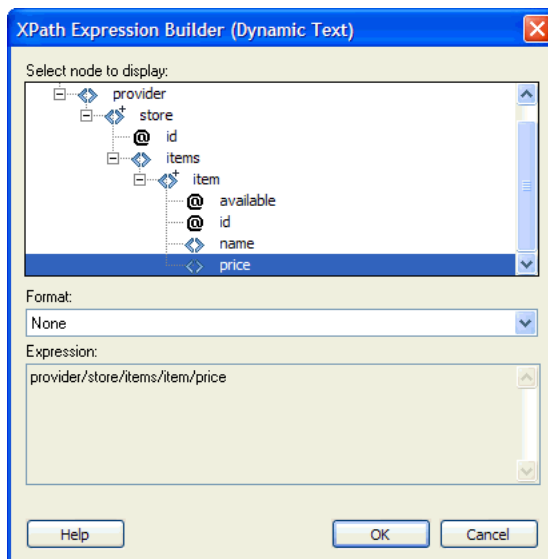 XPath Expression Builder (Dynamic Text)
Select node to display:
provider
store
@ id
items
item
@ available
@ id
name
price
Format:
None
Expression:
provider/store/items/item/price
Help
OK
Cancel